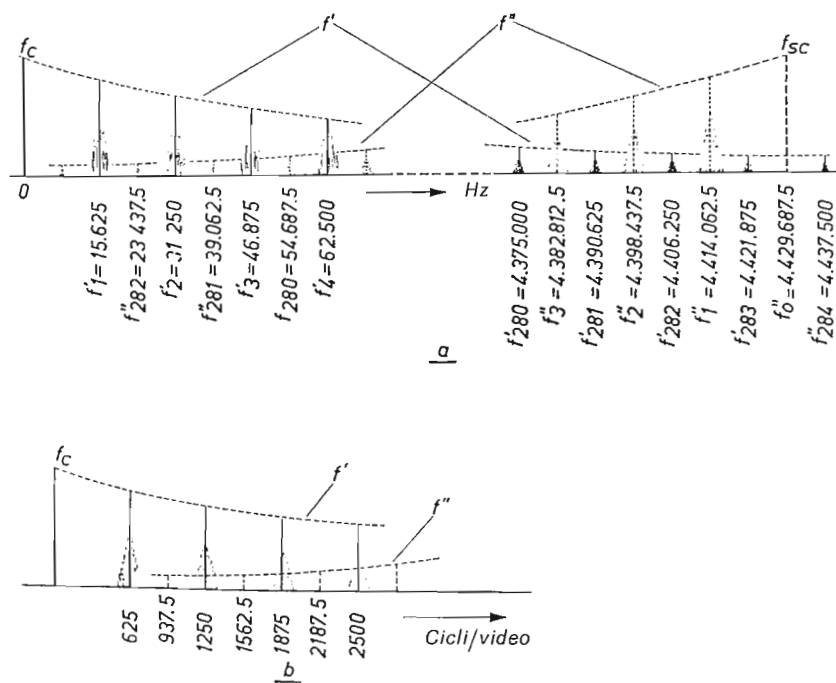 f' f"
fc fsc
0 Hz
f'1 = 15.625
f"282 = 23 437.5
f'2 = 31 250
f"281 = 39.062.5
f'3 = 46.875
f"280 = 54.687.5
f'4 = 62.500
f'280 = 4.375.000
f"3 = 4.382.812.5
f'281 = 4.390.625
f"2 = 4.398.437.5
f'282 = 4.406.250
f"1 = 4.414.062.5
f'283 = 4.421.875
f"0 = 4.429.687.5
f"284 = 4.437.500
a
fc
f'
f"
625
937.5
1250
1562.5
1875
2187.5
2500
Cicli/video
b